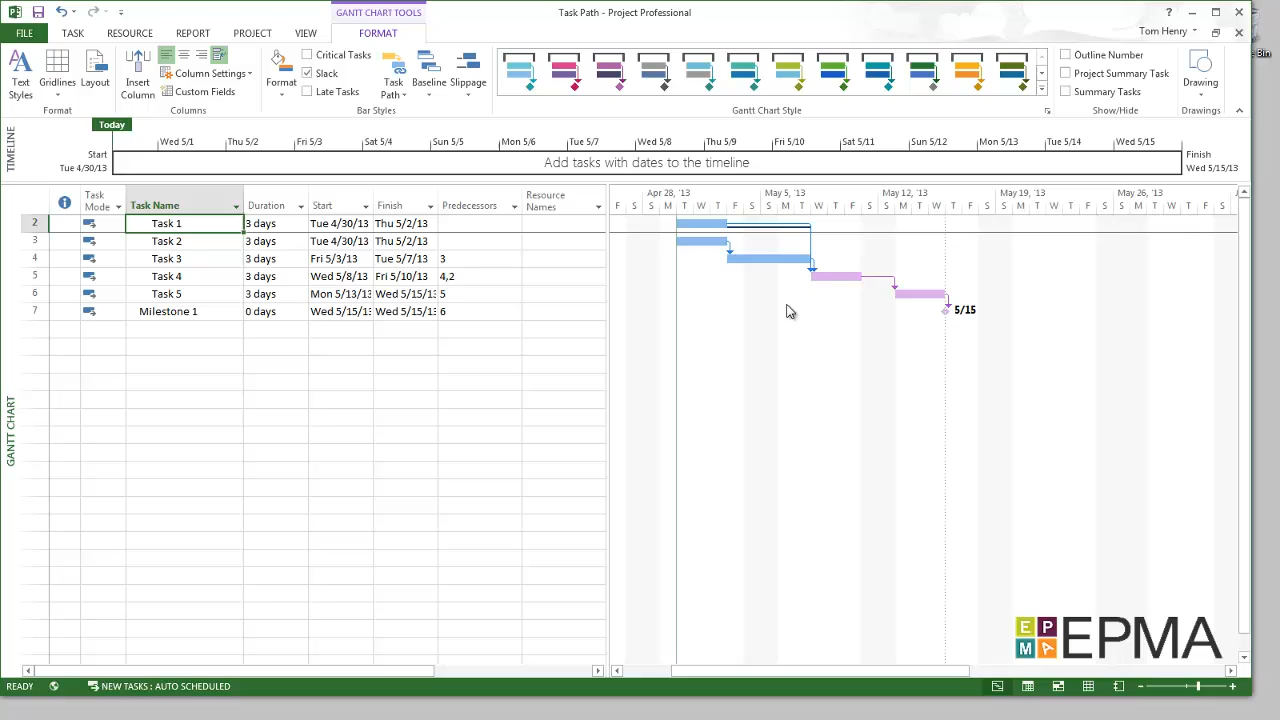 GANTT CHART TOOLS
Task Path - Project Professional
?
FILE TASK RESOURCE REPORT PROJECT VIEW FORMAT
Tom Henry
Text Styles
Gridlines
Layout
Format
Insert Column
Column Settings
Custom Fields
Columns
Format
Critical Tasks
Slack
Late Tasks
Task Path
Baseline
Slippage
Bar Styles
Gantt Chart Style
Outline Number
Project Summary Task
Summary Tasks
Show/Hide
Drawing
Drawings
Today
TIMELINE
Wed 5/1 Thu 5/2 Fri 5/3 Sat 5/4 Sun 5/5 Mon 5/6 Tue 5/7 Wed 5/8 Thu 5/9 Fri 5/10 Sat 5/11 Sun 5/12 Mon 5/13 Tue 5/14 Wed 5/15
Start
Tue 4/30/13
Add tasks with dates to the timeline
Finish
Wed 5/15/13
Task Mode Task Name Duration Start Finish Predecessors Resource Names
Apr 28, '13 May 5, '13 May 12, '13 May 19, '13 May 26, '13
F S S M T W T F S S M T W T F S S M T W T F S S M T W T F S S M T W T F S
2 Task 1 3 days Tue 4/30/13 Thu 5/2/13
3 Task 2 3 days Tue 4/30/13 Thu 5/2/13
4 Task 3 3 days Fri 5/3/13 Tue 5/7/13 3
5 Task 4 3 days Wed 5/8/13 Fri 5/10/13 4,2
6 Task 5 3 days Mon 5/13/13 Wed 5/15/13 5
7 Milestone 1 0 days Wed 5/15/13 Wed 5/15/13 6
5/15
GANTT CHART
EPMA EPMA
READY NEW TASKS : AUTO SCHEDULED